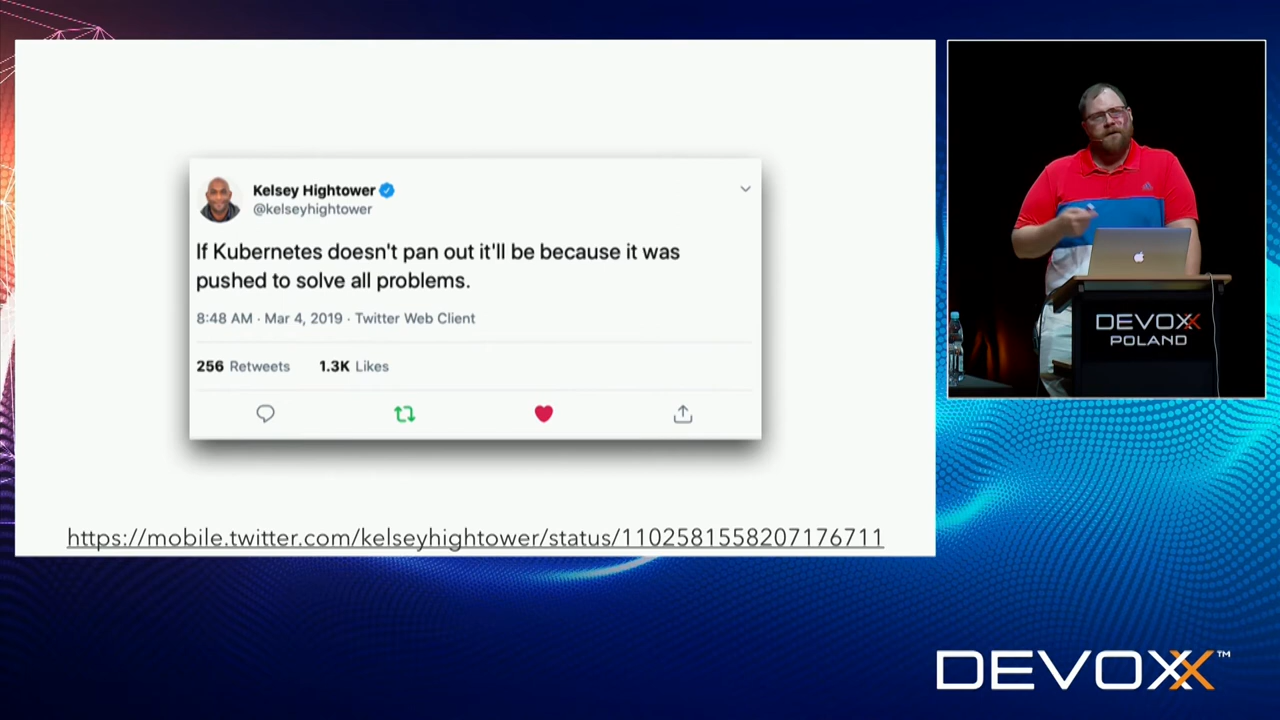 Kelsey Hightower
@kelseyhightower
If Kubernetes doesn't pan out it'll be because it was
pushed to solve all problems.
8:48 AM · Mar 4, 2019 · Twitter Web Client
256 Retweets 1.3K Likes
https://mobile.twitter.com/kelseyhightower/status/1102581558207176711
DEVOXX
POLAND
DEVOXX™